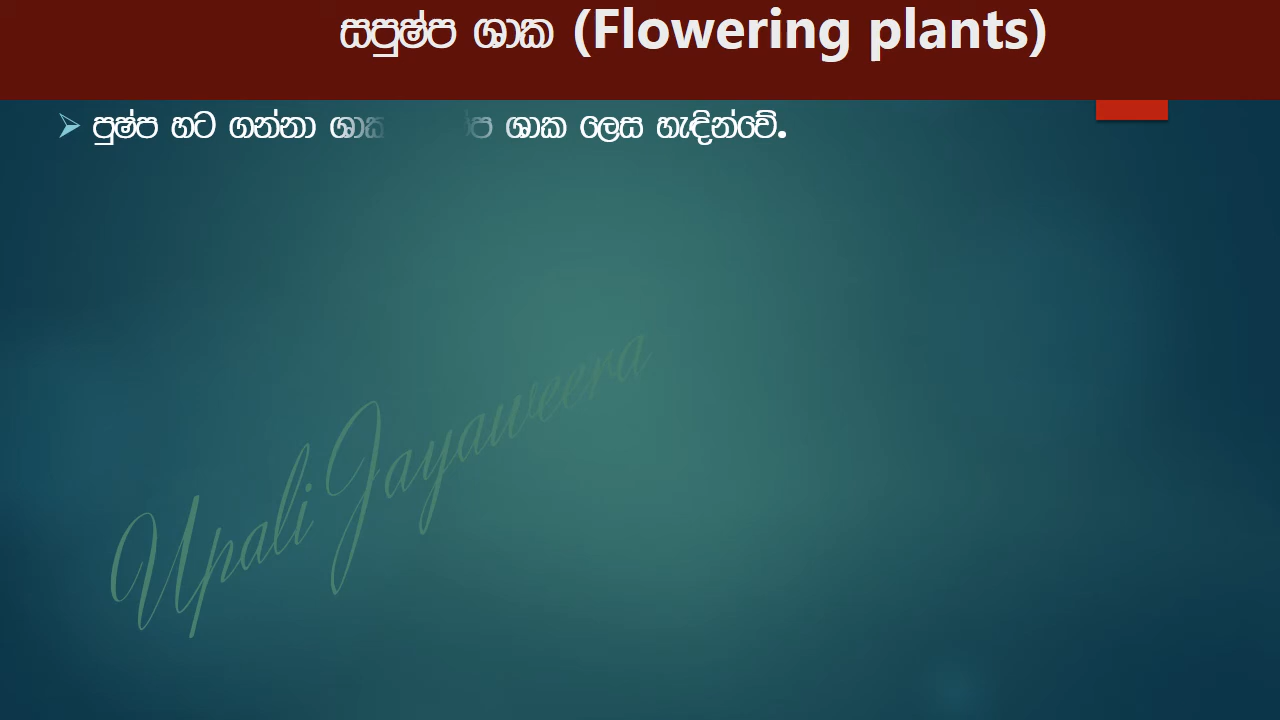 සපුෂ්ප ශාක (Flowering plants)
පුෂ්ප හට ගන්නා ශාක ශාක ලෙස හැඳින්වේ.
Upali Jayaweera